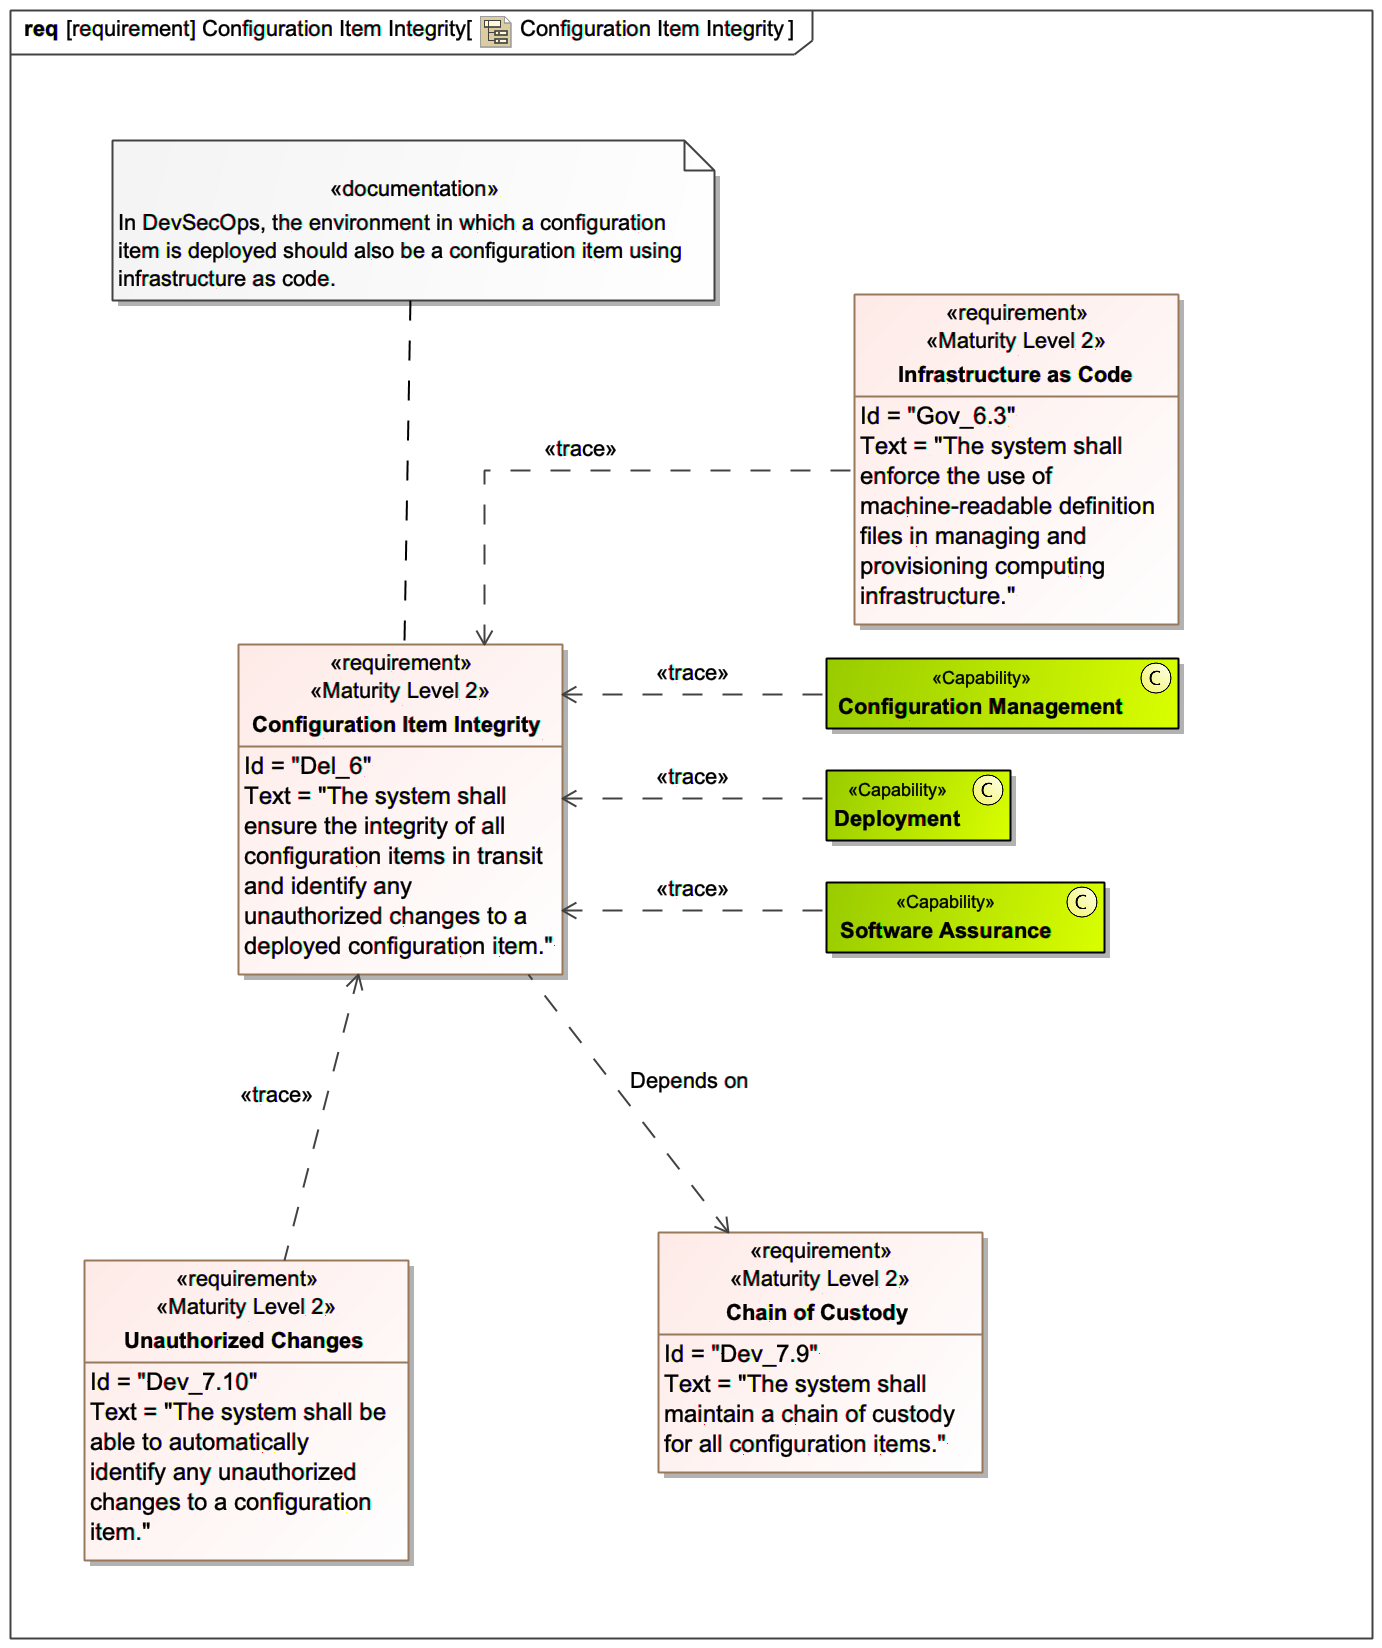 req [requirement] Configuration Item Integrity[ Configuration Item Integrity ]
«documentation»
In DevSecOps, the environment in which a configuration
item is deployed should also be a configuration item using
infrastructure as code.
«requirement»
«Maturity Level 2»
Infrastructure as Code
Id = "Gov_6.3"
Text = "The system shall
enforce the use of
machine-readable definition
files in managing and
provisioning computing
infrastructure."
«trace»
«requirement»
«Maturity Level 2»
Configuration Item Integrity
Id = "Del_6"
Text = "The system shall
ensure the integrity of all
configuration items in transit
and identify any
unauthorized changes to a
deployed configuration item."
«trace»
«Capability»
C
Configuration Management
«trace»
«Capability»
C
Deployment
«trace»
«Capability»
C
Software Assurance
«trace»
Depends on
«requirement»
«Maturity Level 2»
Unauthorized Changes
Id = "Dev_7.10"
Text = "The system shall be
able to automatically
identify any unauthorized
changes to a configuration
item."
«requirement»
«Maturity Level 2»
Chain of Custody
Id = "Dev_7.9"
Text = "The system shall
maintain a chain of custody
for all configuration items."